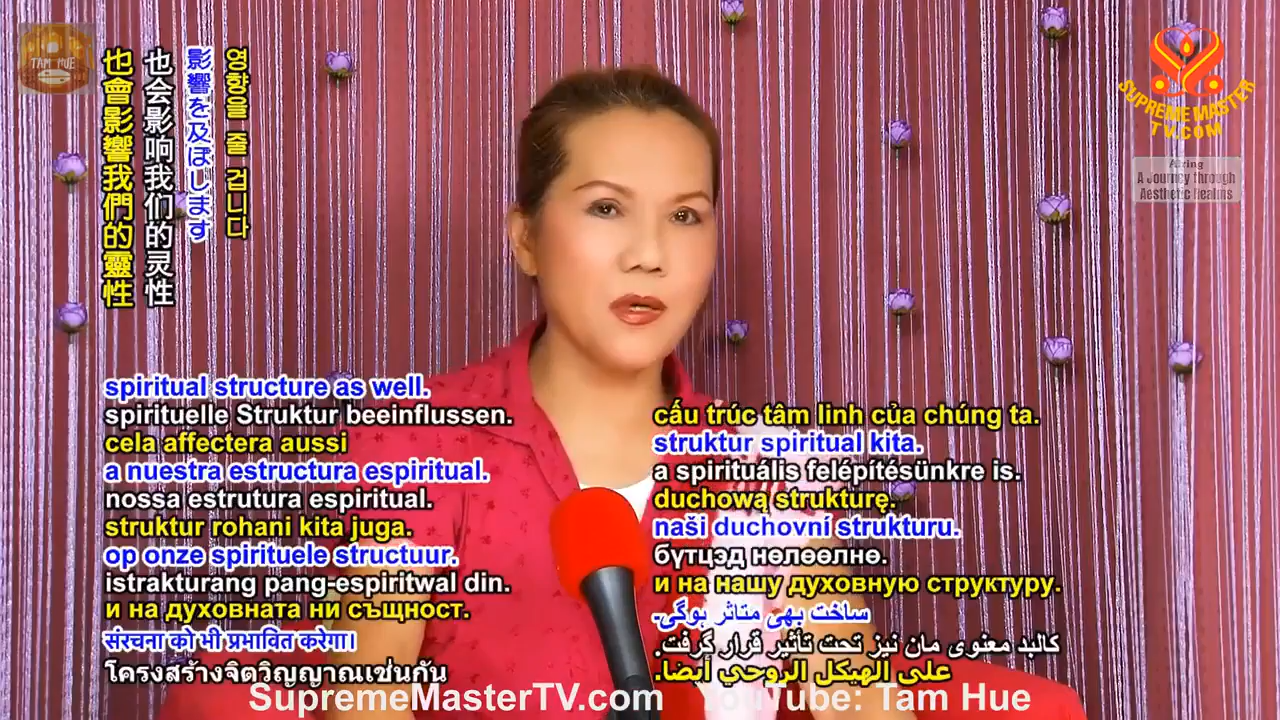 TAM HUE
也會影響我們的靈性
也会影响我们的灵性
影響を及ぼします
영향을 줄 겁니다
SUPREME MASTER
TV.COM
Airing
A Journey through
Aesthetic Realms
spiritual structure as well.
spirituelle Struktur beeinflussen.
cela affectera aussi
a nuestra estructura espiritual.
nossa estrutura espiritual.
struktur rohani kita juga.
op onze spirituele structuur.
istrakturang pang-espiritwal din.
и на духовната ни същност.
संरचना को भी प्रभावित करेगा।
โครงสร้างจิตวิญญาณเช่นกัน
cấu trúc tâm linh của chúng ta.
struktur spiritual kita.
a spirituális felépítésünkre is.
duchową strukturę.
naši duchovní strukturu.
бүтцэд нөлөөлнө.
и на нашу духовную структуру.
ساخت بھی متاثر ہوگی۔
کالبد معنوی مان نیز تحت تأثیر قرار گرفت.
على الهيكل الروحي أيضا.
SupremeMasterTV.com YouTube: Tam Hue